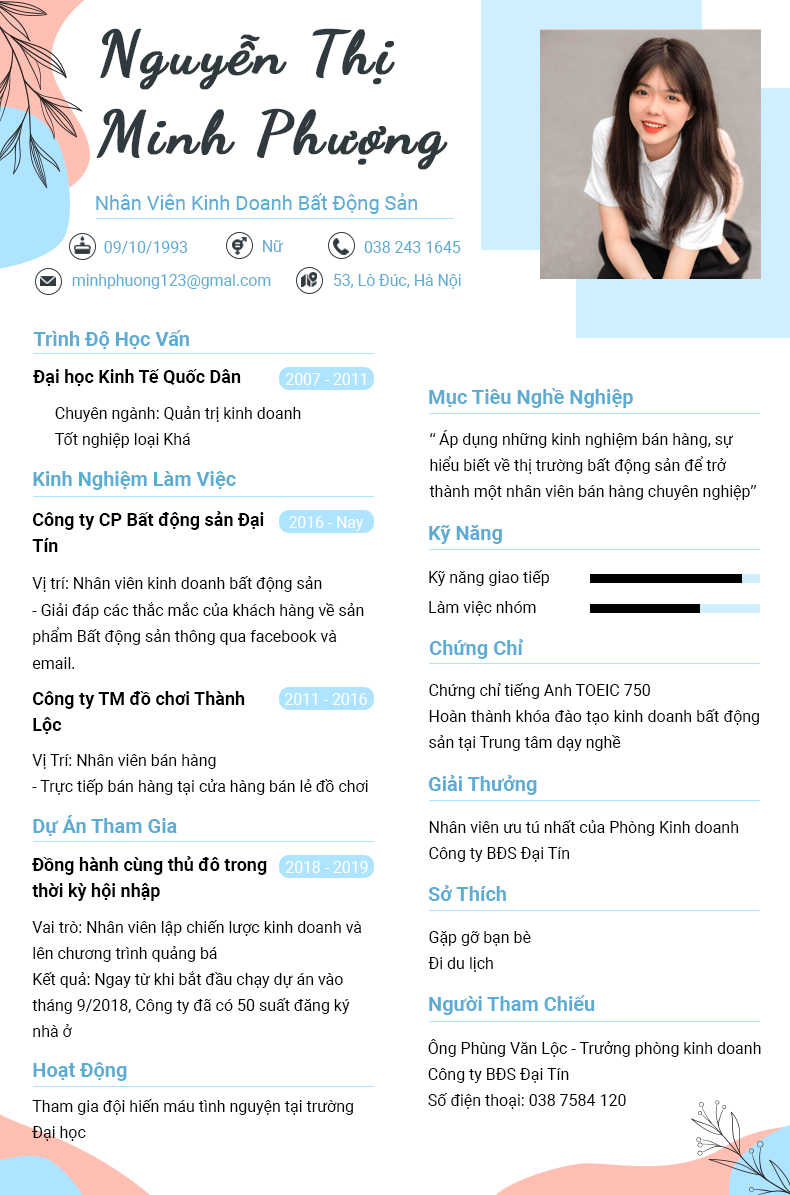 Nguyễn Thị
Minh Phượng
Nhân Viên Kinh Doanh Bất Động Sản
09/10/1993
Nữ
038 243 1645
minhphuong123@gmal.com
53, Lò Đúc, Hà Nội
Trình Độ Học Vấn
Đại học Kinh Tế Quốc Dân
2007 - 2011
Chuyên ngành: Quản trị kinh doanh
Tốt nghiệp loại Khá
Kinh Nghiệm Làm Việc
Công ty CP Bất động sản Đại
Tín
2016 - Nay
Vị trí: Nhân viên kinh doanh bất động sản
- Giải đáp các thắc mắc của khách hàng về sản
phẩm Bất động sản thông qua facebook và
email.
Công ty TM đồ chơi Thành
Lộc
2011 - 2016
Vị Trí: Nhân viên bán hàng
- Trực tiếp bán hàng tại cửa hàng bán lẻ đồ chơi
Dự Án Tham Gia
Đồng hành cùng thủ đô trong
thời kỳ hội nhập
2018 - 2019
Vai trò: Nhân viên lập chiến lược kinh doanh và
lên chương trình quảng bá
Kết quả: Ngay từ khi bắt đầu chạy dự án vào
tháng 9/2018, Công ty đã có 50 suất đăng ký
nhà ở
Hoạt Động
Tham gia đội hiến máu tình nguyện tại trường
Đại học
Mục Tiêu Nghề Nghiệp
“ Áp dụng những kinh nghiệm bán hàng, sự
hiểu biết về thị trường bất động sản để trở
thành một nhân viên bán hàng chuyên nghiệp”
Kỹ Năng
Kỹ năng giao tiếp
Làm việc nhóm
Chứng Chỉ
Chứng chỉ tiếng Anh TOEIC 750
Hoàn thành khóa đào tạo kinh doanh bất động
sản tại Trung tâm dạy nghề
Giải Thưởng
Nhân viên ưu tú nhất của Phòng Kinh doanh
Công ty BĐS Đại Tín
Sở Thích
Gặp gỡ bạn bè
Đi du lịch
Người Tham Chiếu
Ông Phùng Văn Lộc - Trưởng phòng kinh doanh
Công ty BĐS Đại Tín
Số điện thoại: 038 7584 120